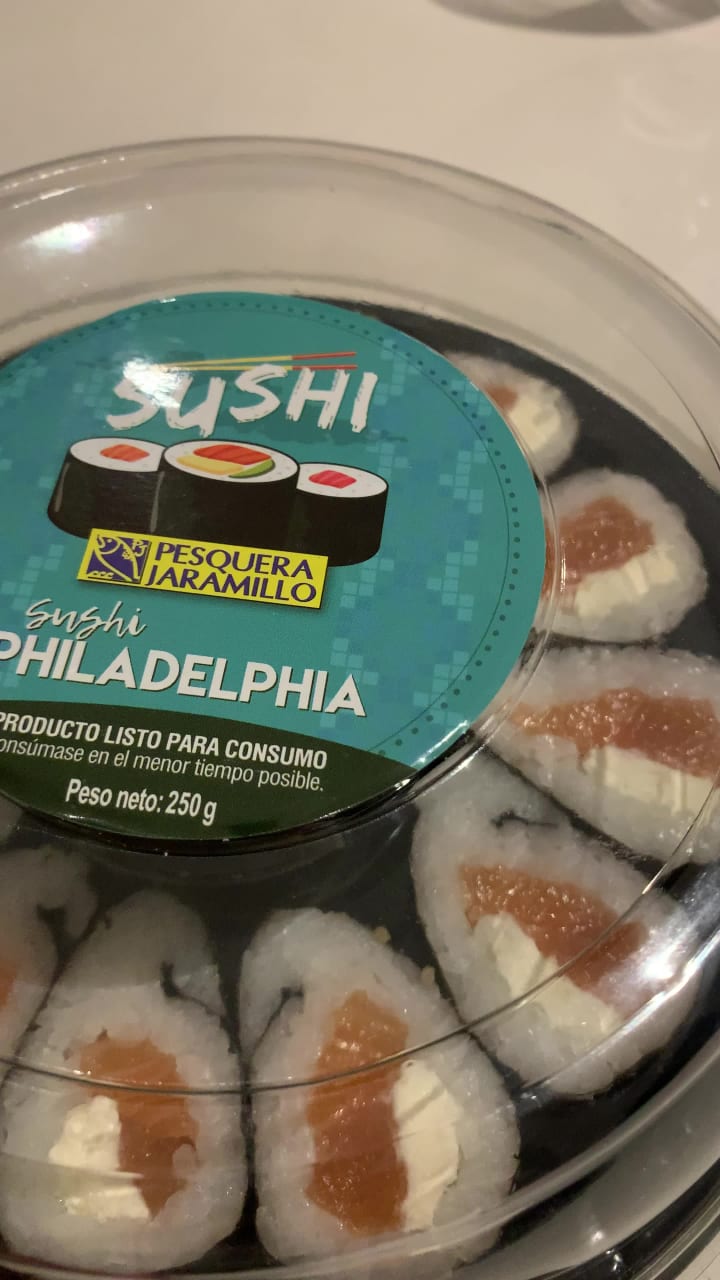 SUSHI
PESQUERA
JARAMILLO
sushi
PHILADELPHIA
PRODUCTO LISTO PARA CONSUMO
onsúmase en el menor tiempo posible.
Peso neto: 250 g